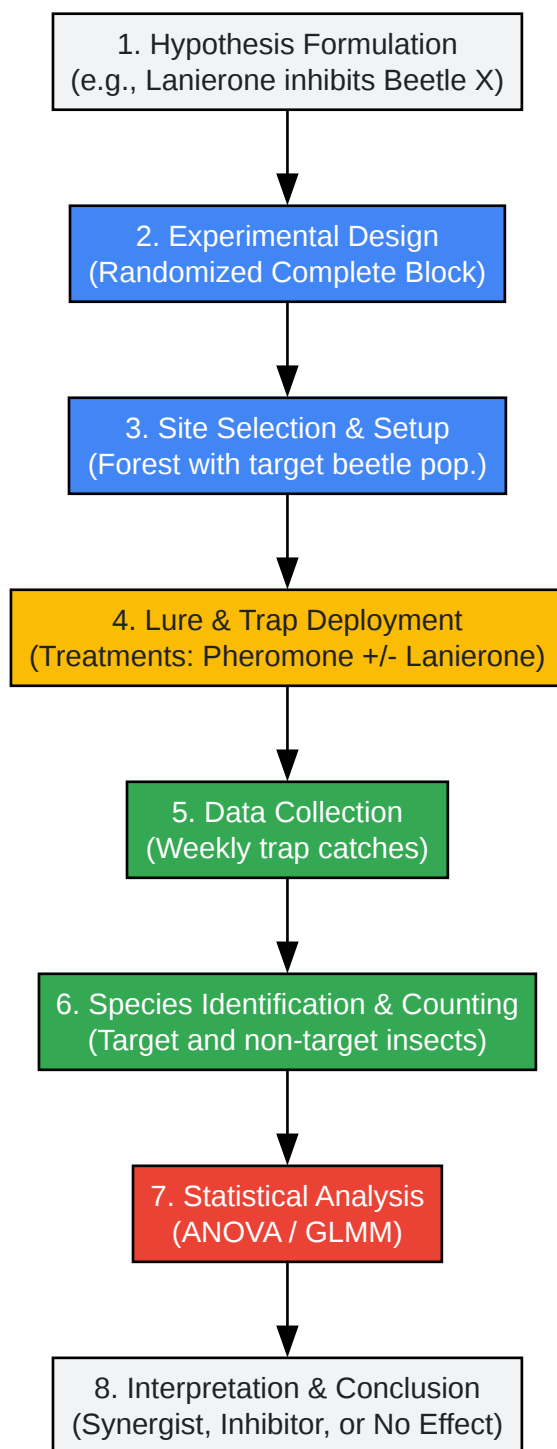 1. Hypothesis Formulation
(e.g., Lanierone inhibits Beetle X)
2. Experimental Design
(Randomized Complete Block)
3. Site Selection & Setup
(Forest with target beetle pop.)
4. Lure & Trap Deployment
(Treatments: Pheromone +/- Lanierone)
5. Data Collection
(Weekly trap catches)
6. Species Identification & Counting
(Target and non-target insects)
7. Statistical Analysis
(ANOVA / GLMM)
8. Interpretation & Conclusion
(Synergist, Inhibitor, or No Effect)